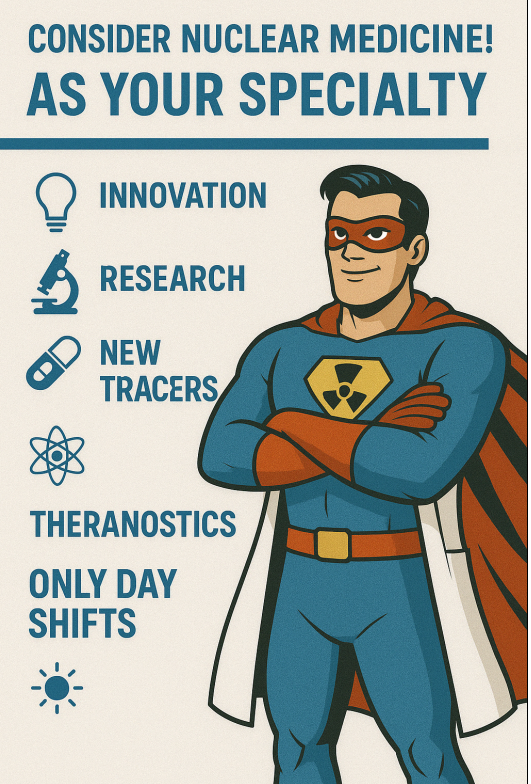 CONSIDER NUCLEAR MEDICINE!
AS YOUR SPECIALTY
INNOVATION
RESEARCH
NEW
TRACERS
THERANOSTICS
ONLY DAY
SHIFTS